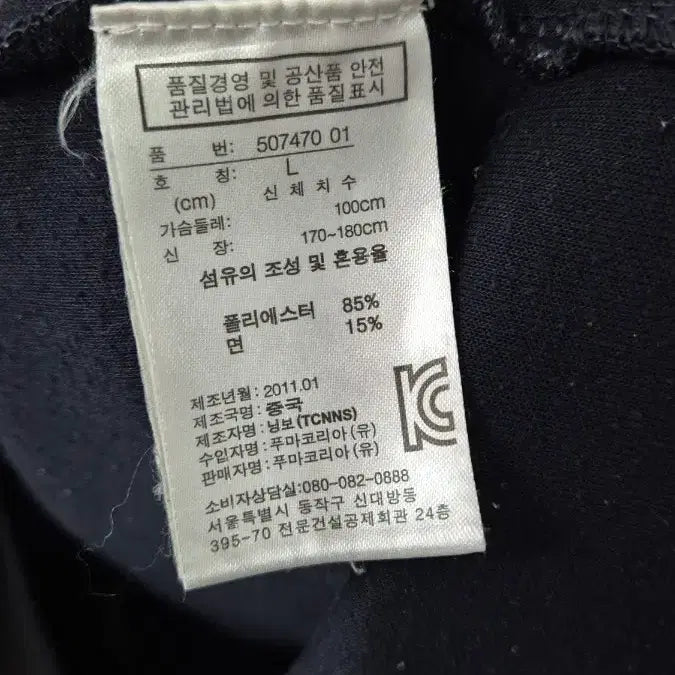 품질경영 및 공산품 안전
관리법에 의한 품질표시
품 번: 507470 01
호 칭: L
(cm) 신 체 치 수
가슴둘레: 100cm
신 장: 170~180cm
섬유의 조성 및 혼용율
폴리에스터 85%
면 15%
제조년월: 2011.01
제조국명: 중국
제조자명: 닝보(TCNNS)
수입자명: 푸마코리아(유)
판매자명: 푸마코리아(유)
소비자상담실:080-082-0888
서울특별시 동작구 신대방동
395-70 전문건설공제회관 24층
KC